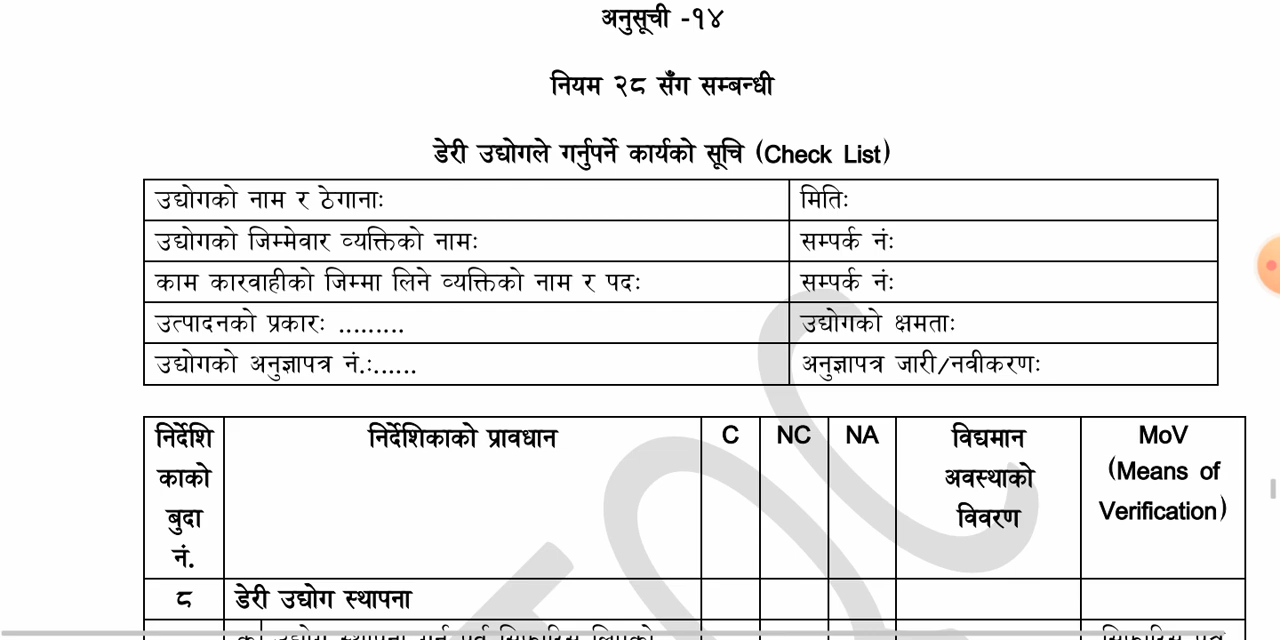 अनुसूची -१४
नियम २८ सँग सम्बन्धी
डेरी उद्योगले गर्नुपर्ने कार्यको सूचि (Check List)
उद्योगको नाम र ठेगानाः मितिः
उद्योगको जिम्मेवार व्यक्तिको नामः सम्पर्क नंः
काम कारवाहीको जिम्मा लिने व्यक्तिको नाम र पदः सम्पर्क नंः
उत्पादनको प्रकारः ......... उद्योगको क्षमताः
उद्योगको अनुज्ञापत्र नं.ः...... अनुज्ञापत्र जारी/नवीकरणः
निर्देशि निर्देशिकाको प्रावधान C NC NA विद्यमान MoV
काको अवस्थाको (Means of
बुदा विवरण Verification)
नं.
८ डेरी उद्योग स्थापना